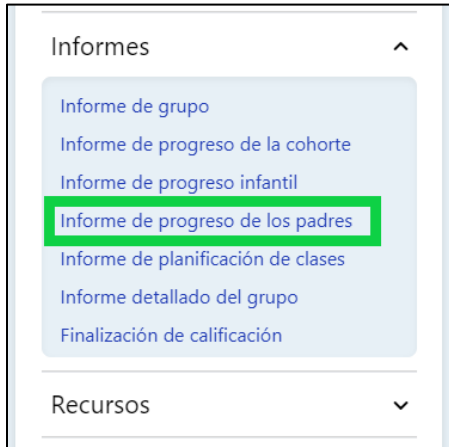 Informes
Informe de grupo
Informe de progreso de la cohorte
Informe de progreso infantil
Informe de progreso de los padres
Informe de planificación de clases
Informe detallado del grupo
Finalización de calificación
Recursos